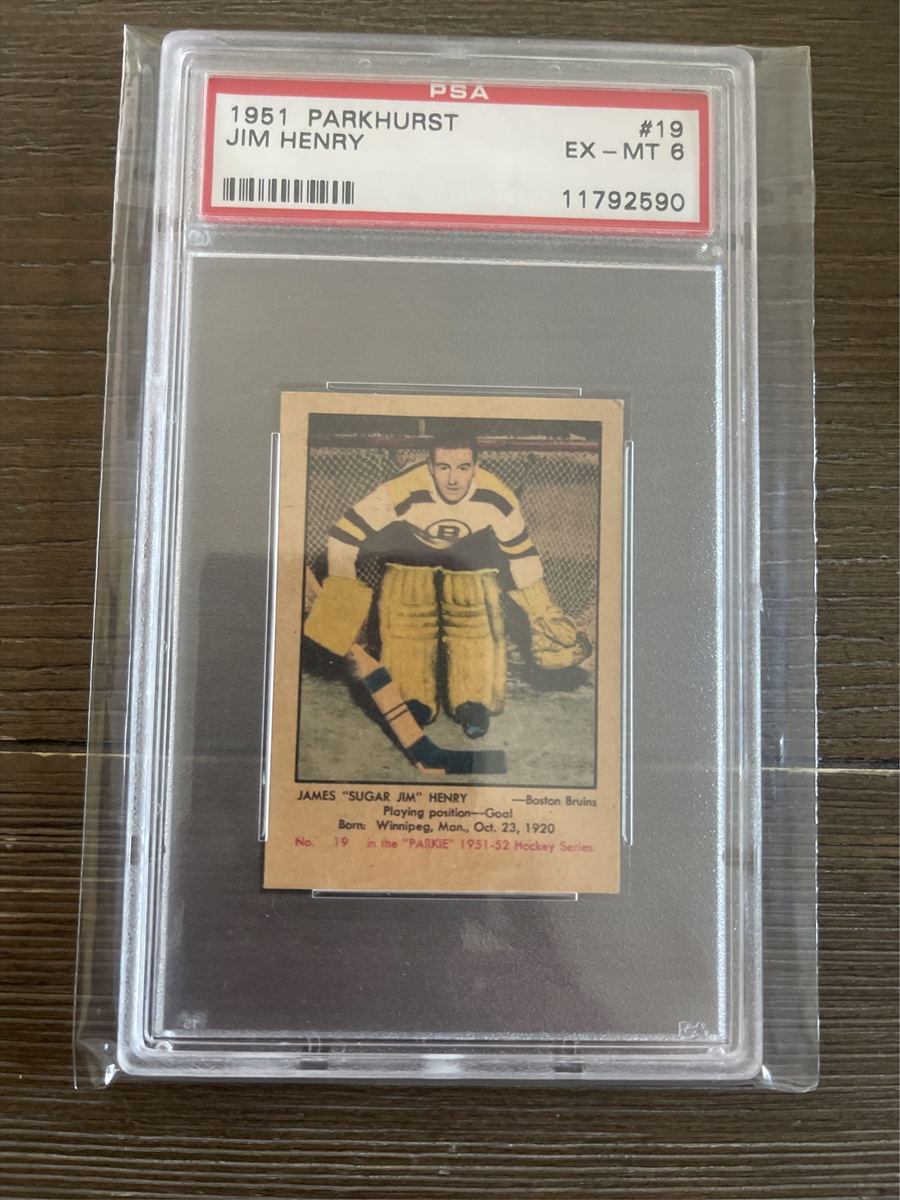 PSA
1951 PARKHURST #19
JIM HENRY EX - MT 6
11792590
B
JAMES "SUGAR JIM" HENRY —Boston Bruins
Playing position—Goal
Born: Winnipeg, Man., Oct. 23, 1920
No. 19 in the "PARKIE" 1951-52 Hockey Series.